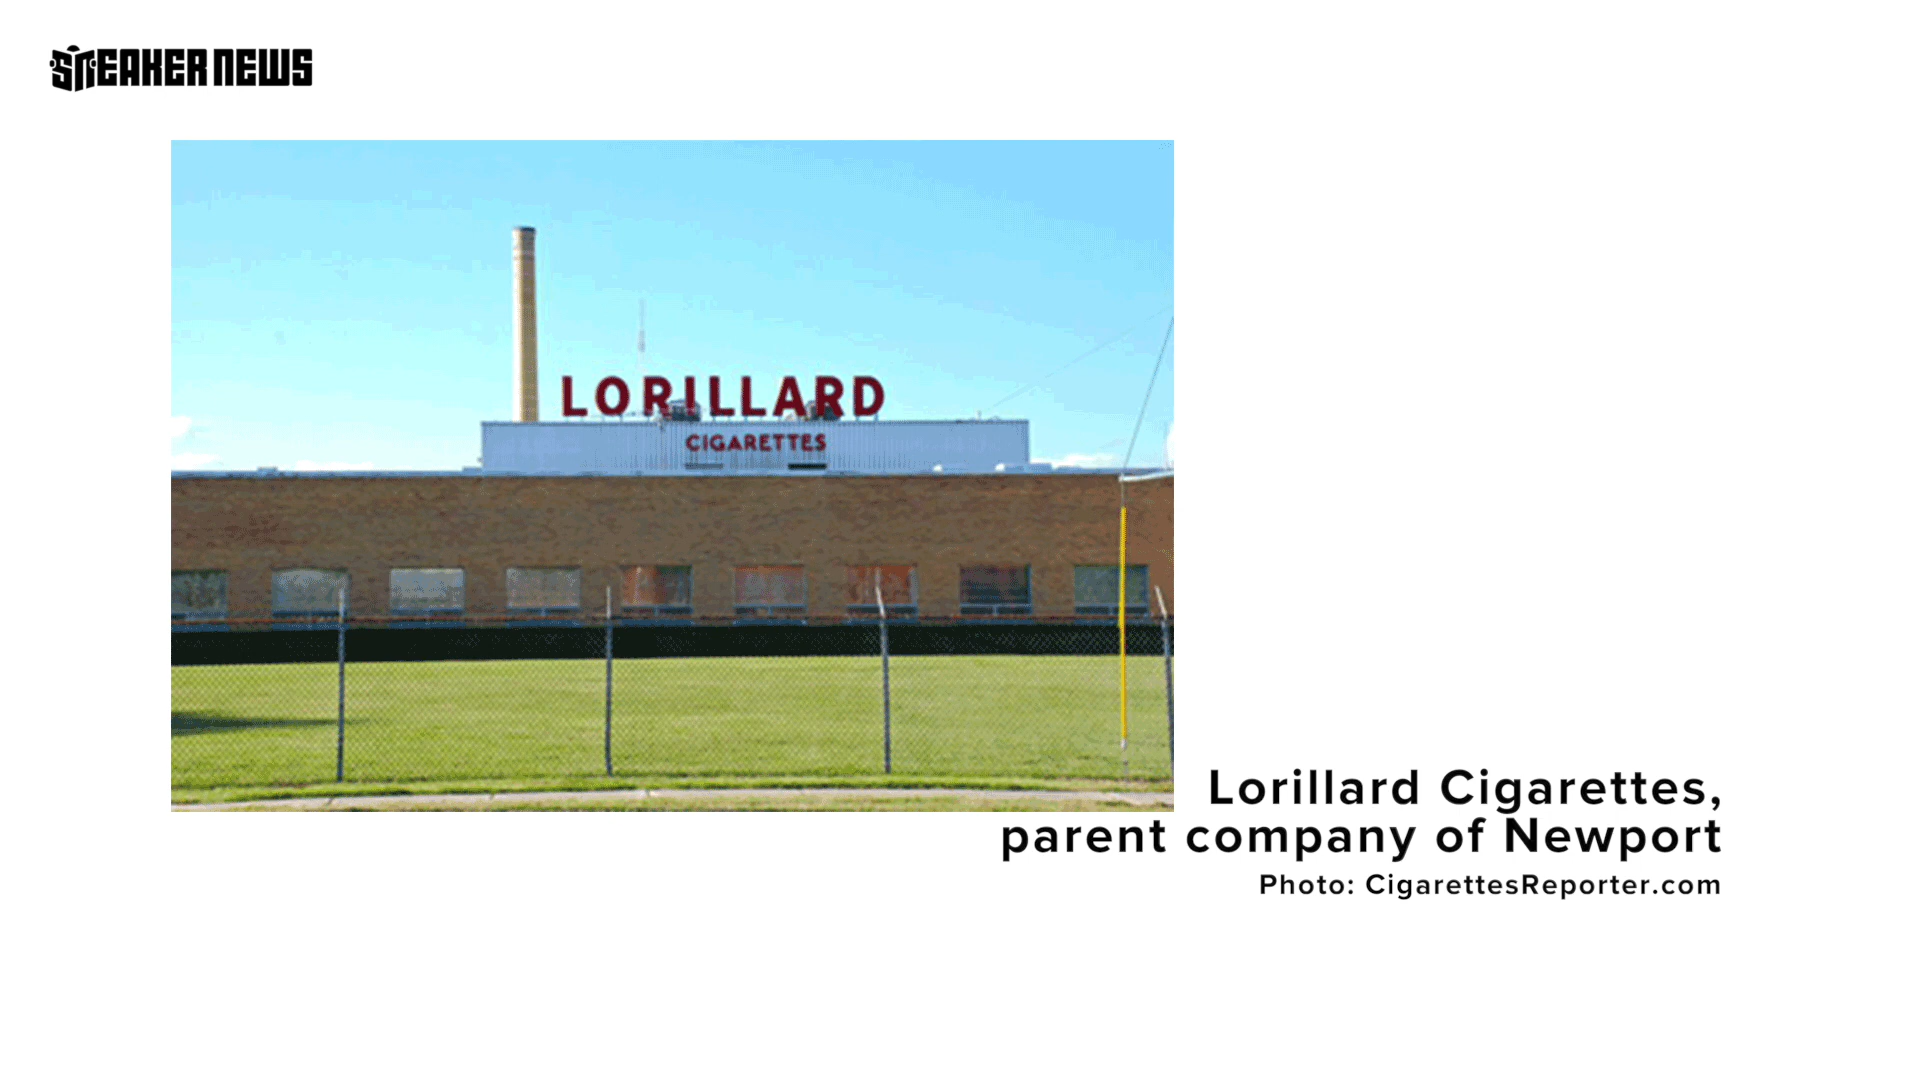 SNEAKER NEWS
LORILLARD
CIGARETTES
Lorillard Cigarettes,
parent company of Newport
Photo: CigarettesReporter.com